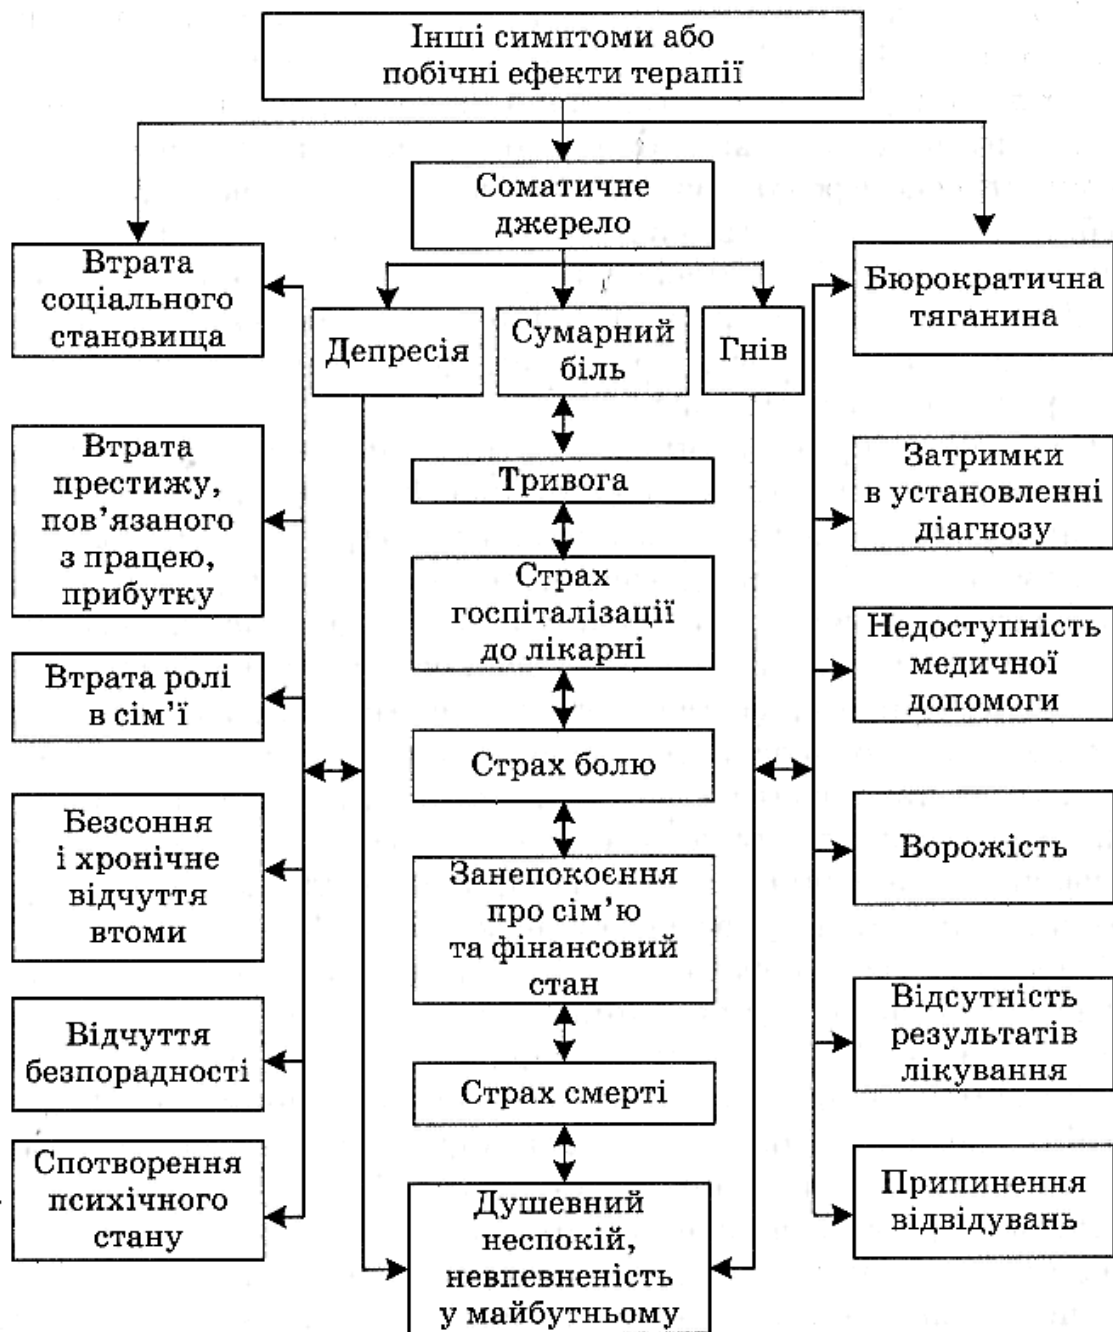 Інші симптоми або
побічні ефекти терапії
Соматичне
джерело
Втрата
соціального
становища
Бюрократична
тяганина
Депресія
Сумарний
біль
Гнів
Втрата
престижу,
пов’язаного
з працею,
прибутку
Тривога
Затримки
в установленні
діагнозу
Страх
госпіталізації
до лікарні
Недоступність
медичної
допомоги
Втрата ролі
в сім’ї
Страх болю
Безсоння
і хронічне
відчуття
втоми
Ворожість
Занепокоєння
про сім’ю
та фінансовий
стан
Відчуття
безпорадності
Відсутність
результатів
лікування
Страх смерті
Спотворення
психічного
стану
Душевний
неспокій,
невпевненість
у майбутньому
Припинення
відвідувань